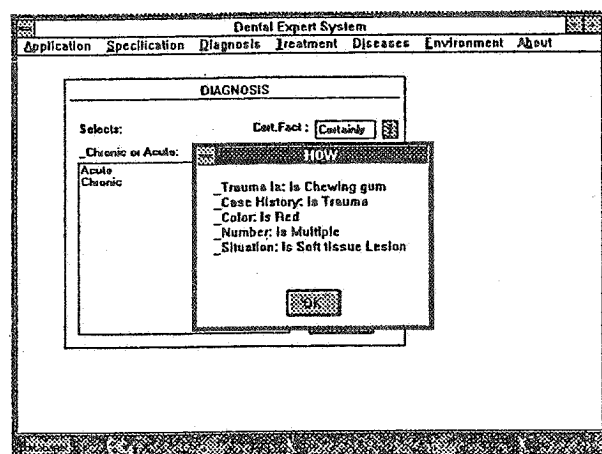 Dental Expert System
Application Specification Diagnosis Treatment Diseases Environment About
DIAGNOSIS
Selects:
Cert.Fact : Certainly
_Chronic or Acute:
Acute
Chronic
HOW
_Trauma Is: Is Chewing gum
_Case History: Is Trauma
_Color: Is Red
_Number: Is Multiple
_Situation: Is Soft tissue Lesion
OK